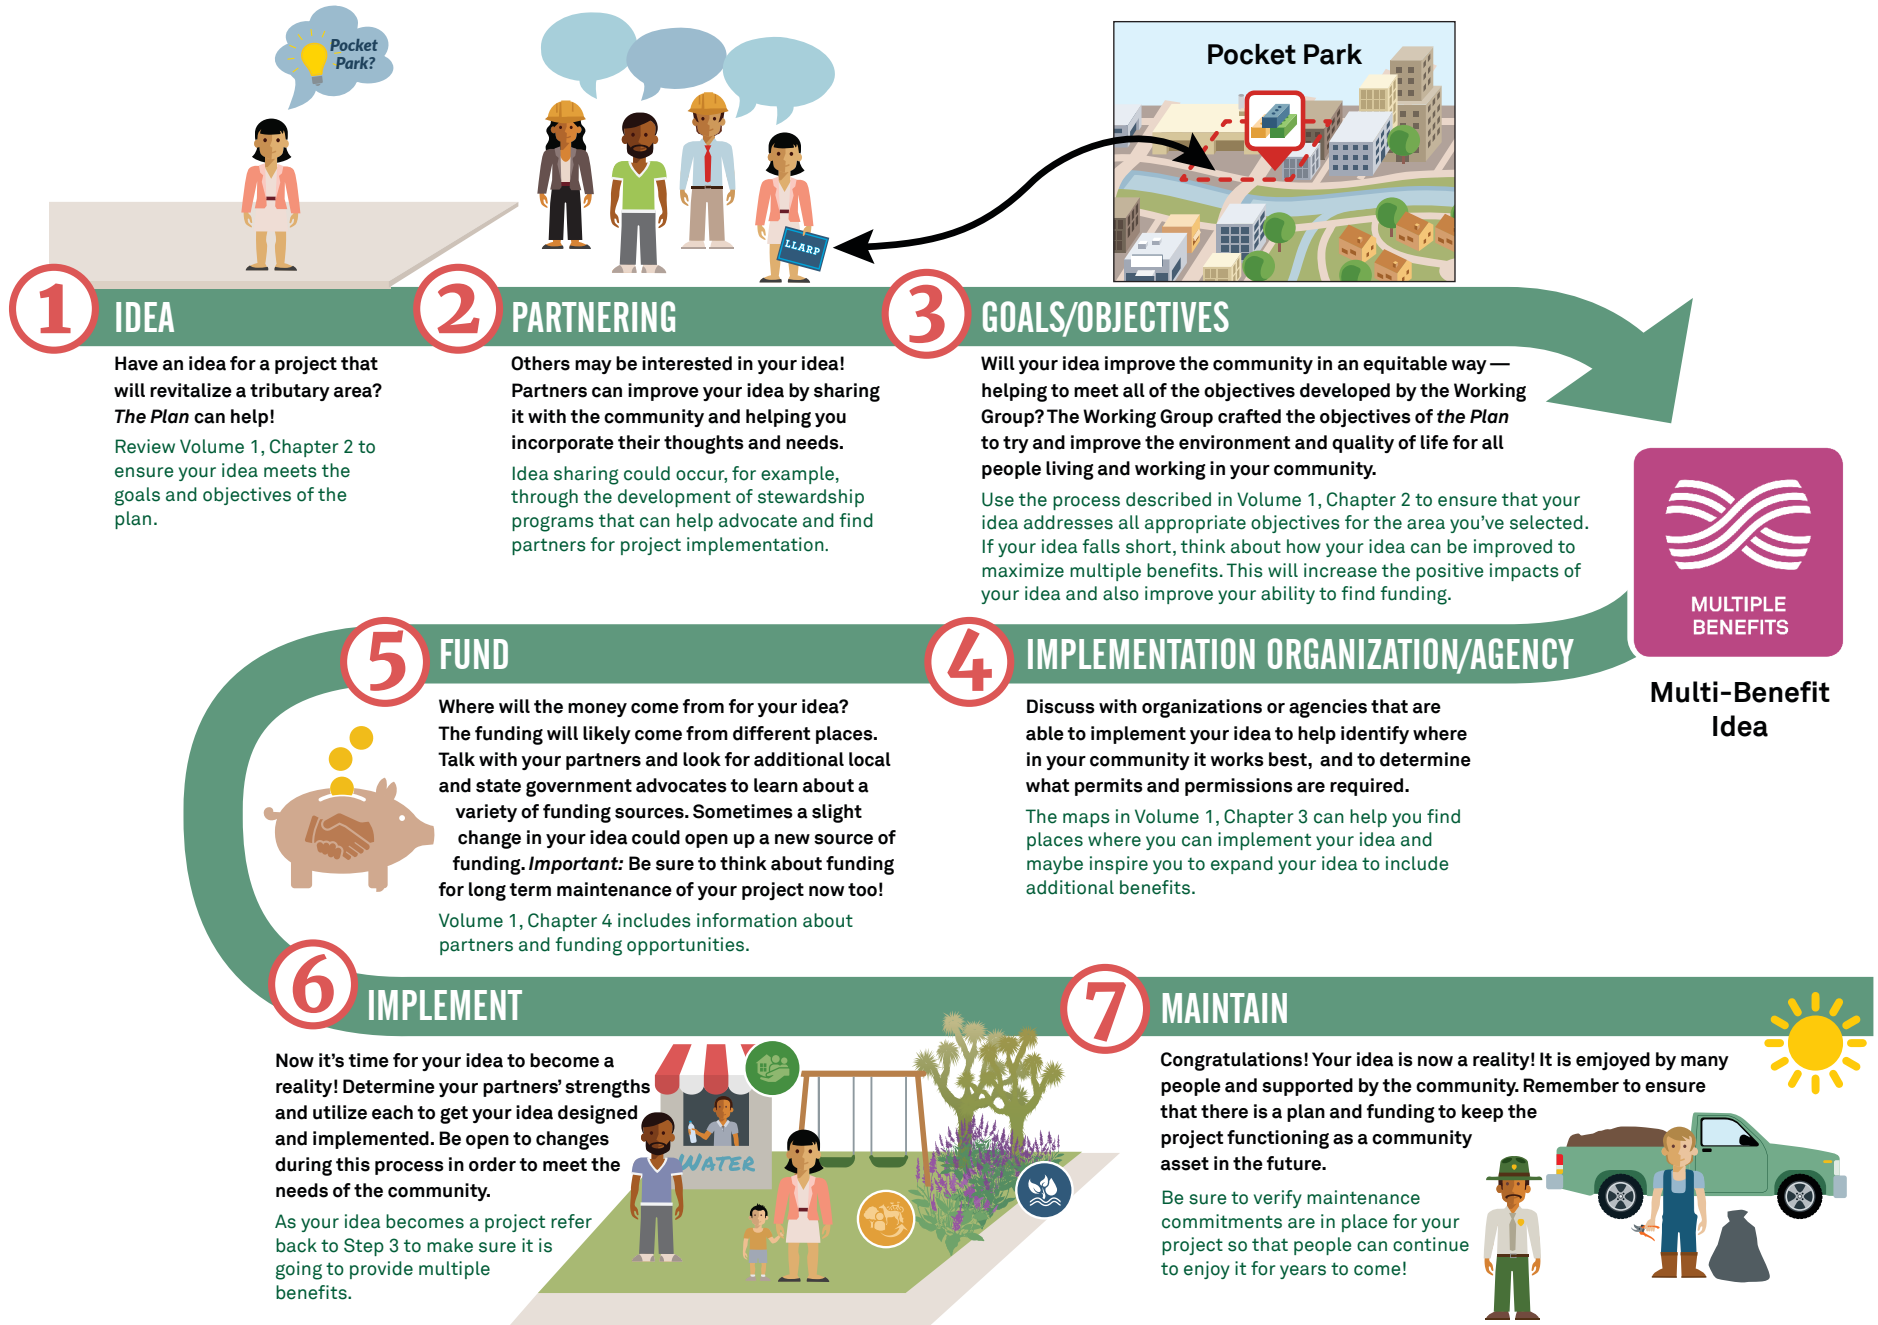 Pocket
Park?
LLARP
Pocket Park
1
IDEA
Have an idea for a project that
will revitalize a tributary area?
The Plan can help!
Review Volume 1, Chapter 2 to
ensure your idea meets the
goals and objectives of the
plan.
2
PARTNERING
Others may be interested in your idea!
Partners can improve your idea by sharing
it with the community and helping you
incorporate their thoughts and needs.
Idea sharing could occur, for example,
through the development of stewardship
programs that can help advocate and find
partners for project implementation.
3
GOALS/OBJECTIVES
Will your idea improve the community in an equitable way —
helping to meet all of the objectives developed by the Working
Group? The Working Group crafted the objectives of the Plan
to try and improve the environment and quality of life for all
people living and working in your community.
Use the process described in Volume 1, Chapter 2 to ensure that your
idea addresses all appropriate objectives for the area you've selected.
If your idea falls short, think about how your idea can be improved to
maximize multiple benefits. This will increase the positive impacts of
your idea and also improve your ability to find funding.
MULTIPLE
BENEFITS
Multi-Benefit
Idea
4
IMPLEMENTATION ORGANIZATION/AGENCY
Discuss with organizations or agencies that are
able to implement your idea to help identify where
in your community it works best, and to determine
what permits and permissions are required.
The maps in Volume 1, Chapter 3 can help you find
places where you can implement your idea and
maybe inspire you to expand your idea to include
additional benefits.
5
FUND
Where will the money come from for your idea?
The funding will likely come from different places.
Talk with your partners and look for additional local
and state government advocates to learn about a
variety of funding sources. Sometimes a slight
change in your idea could open up a new source of
funding. Important: Be sure to think about funding
for long term maintenance of your project now too!
Volume 1, Chapter 4 includes information about
partners and funding opportunities.
6
IMPLEMENT
Now it's time for your idea to become a
reality! Determine your partners' strengths
and utilize each to get your idea designed
and implemented. Be open to changes
during this process in order to meet the
needs of the community.
As your idea becomes a project refer
back to Step 3 to make sure it is
going to provide multiple
benefits.
WATER
7
MAINTAIN
Congratulations! Your idea is now a reality! It is emjoyed by many
people and supported by the community. Remember to ensure
that there is a plan and funding to keep the
project functioning as a community
asset in the future.
Be sure to verify maintenance
commitments are in place for your
project so that people can continue
to enjoy it for years to come!